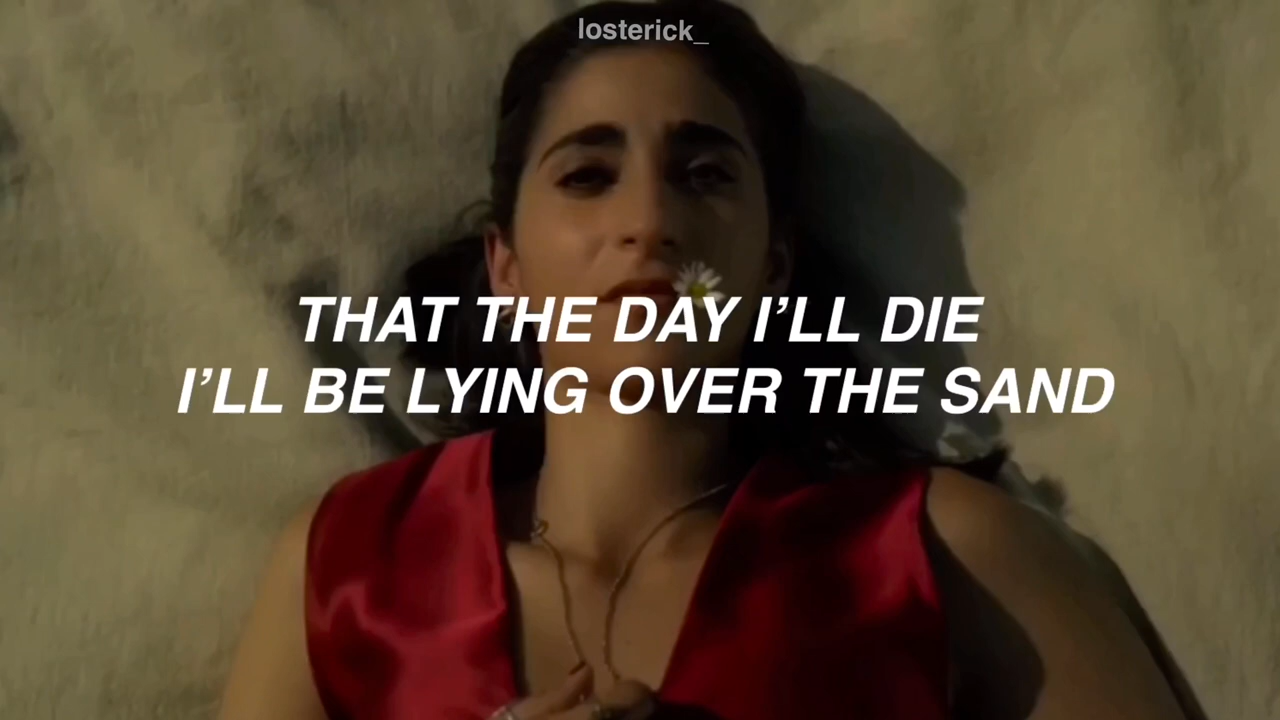 losterick_
THAT THE DAY I’LL DIE
I’LL BE LYING OVER THE SAND